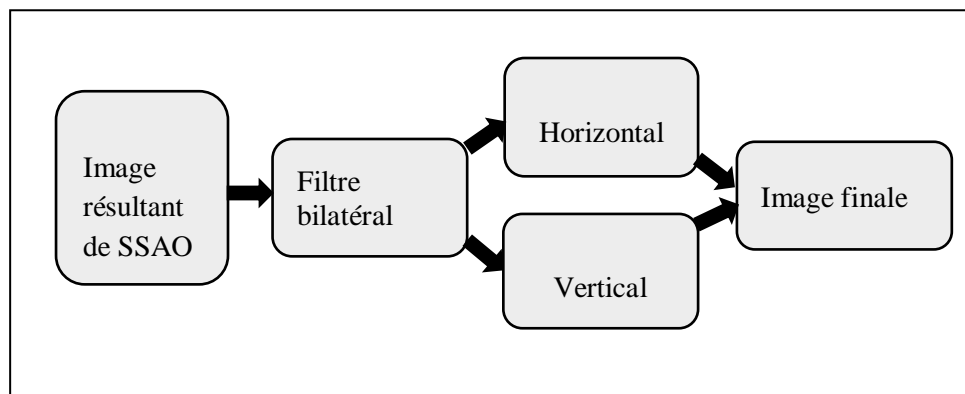 Image
résultant
de SSAO
Filtre
bilatéral
Horizontal
Vertical
Image finale